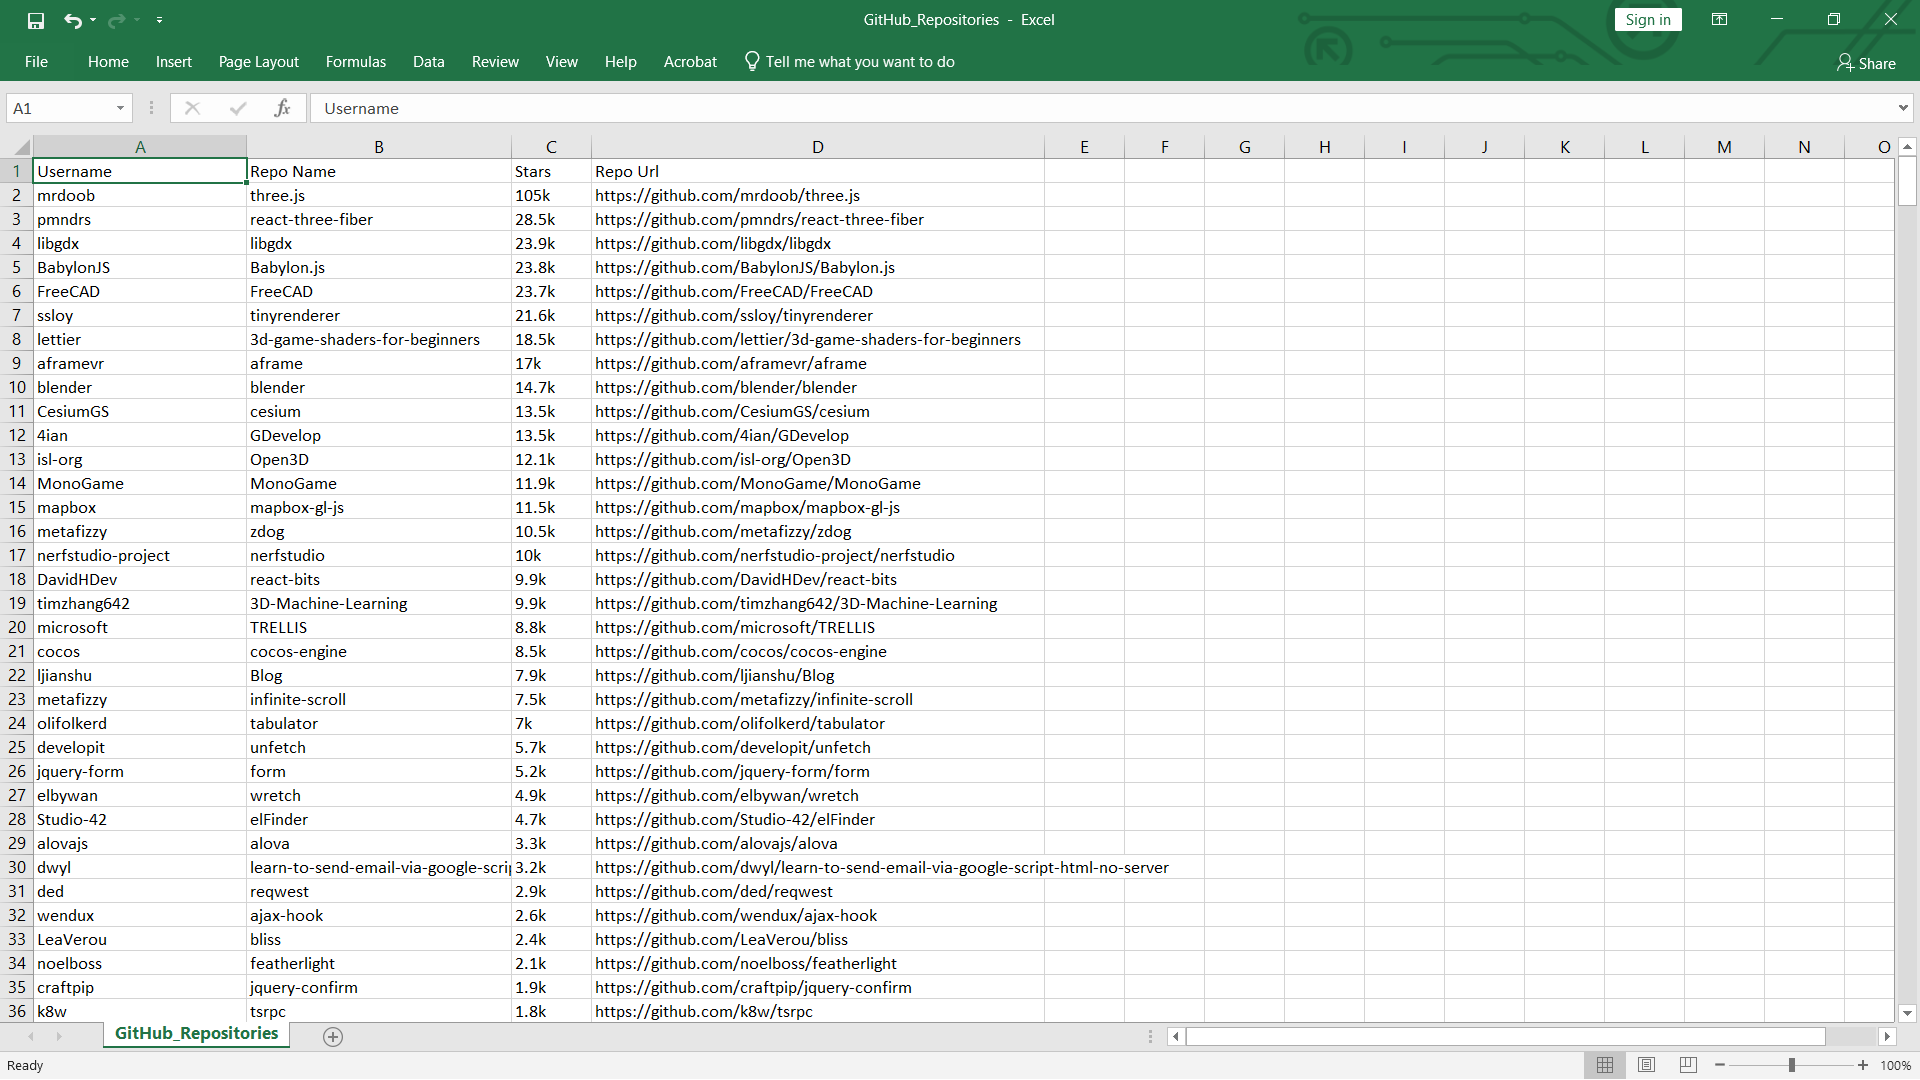 GitHub_Repositories - Excel
Sign in
File Home Insert Page Layout Formulas Data Review View Help Acrobat Tell me what you want to do Share
A1 fx Username
A B C D E F G H I J K L M N O
1 Username Repo Name Stars Repo Url
2 mrdoob three.js 105k https://github.com/mrdoob/three.js
3 pmndrs react-three-fiber 28.5k https://github.com/pmndrs/react-three-fiber
4 libgdx libgdx 23.9k https://github.com/libgdx/libgdx
5 BabylonJS Babylon.js 23.8k https://github.com/BabylonJS/Babylon.js
6 FreeCAD FreeCAD 23.7k https://github.com/FreeCAD/FreeCAD
7 ssloy tinyrenderer 21.6k https://github.com/ssloy/tinyrenderer
8 lettier 3d-game-shaders-for-beginners 18.5k https://github.com/lettier/3d-game-shaders-for-beginners
9 aframevr aframe 17k https://github.com/aframevr/aframe
10 blender blender 14.7k https://github.com/blender/blender
11 CesiumGS cesium 13.5k https://github.com/CesiumGS/cesium
12 4ian GDevelop 13.5k https://github.com/4ian/GDevelop
13 isl-org Open3D 12.1k https://github.com/isl-org/Open3D
14 MonoGame MonoGame 11.9k https://github.com/MonoGame/MonoGame
15 mapbox mapbox-gl-js 11.5k https://github.com/mapbox/mapbox-gl-js
16 metafizzy zdog 10.5k https://github.com/metafizzy/zdog
17 nerfstudio-project nerfstudio 10k https://github.com/nerfstudio-project/nerfstudio
18 DavidHDev react-bits 9.9k https://github.com/DavidHDev/react-bits
19 timzhang642 3D-Machine-Learning 9.9k https://github.com/timzhang642/3D-Machine-Learning
20 microsoft TRELLIS 8.8k https://github.com/microsoft/TRELLIS
21 cocos cocos-engine 8.5k https://github.com/cocos/cocos-engine
22 ljianshu Blog 7.9k https://github.com/ljianshu/Blog
23 metafizzy infinite-scroll 7.5k https://github.com/metafizzy/infinite-scroll
24 olifolkerd tabulator 7k https://github.com/olifolkerd/tabulator
25 developit unfetch 5.7k https://github.com/developit/unfetch
26 jquery-form form 5.2k https://github.com/jquery-form/form
27 elbywan wretch 4.9k https://github.com/elbywan/wretch
28 Studio-42 elFinder 4.7k https://github.com/Studio-42/elFinder
29 alovajs alova 3.3k https://github.com/alovajs/alova
30 dwyl learn-to-send-email-via-google-scrip 3.2k https://github.com/dwyl/learn-to-send-email-via-google-script-html-no-server
31 ded reqwest 2.9k https://github.com/ded/reqwest
32 wendux ajax-hook 2.6k https://github.com/wendux/ajax-hook
33 LeaVerou bliss 2.4k https://github.com/LeaVerou/bliss
34 noelboss featherlight 2.1k https://github.com/noelboss/featherlight
35 craftpip jquery-confirm 1.9k https://github.com/craftpip/jquery-confirm
36 k8w tsrpc 1.8k https://github.com/k8w/tsrpc
GitHub_Repositories
Ready 100%